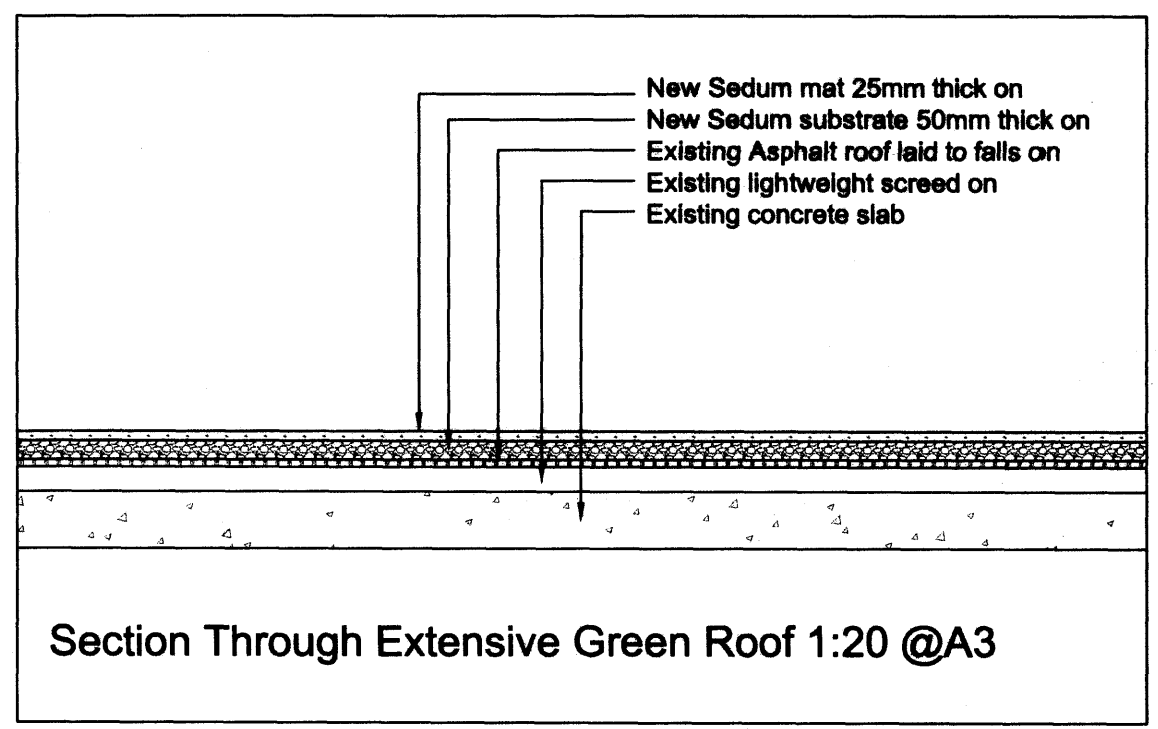 New Sedum mat 25mm thick on
New Sedum substrate 50mm thick on
Existing Asphalt roof laid to falls on
Existing lightweight screed on
Existing concrete slab
Section Through Extensive Green Roof 1:20 @A3